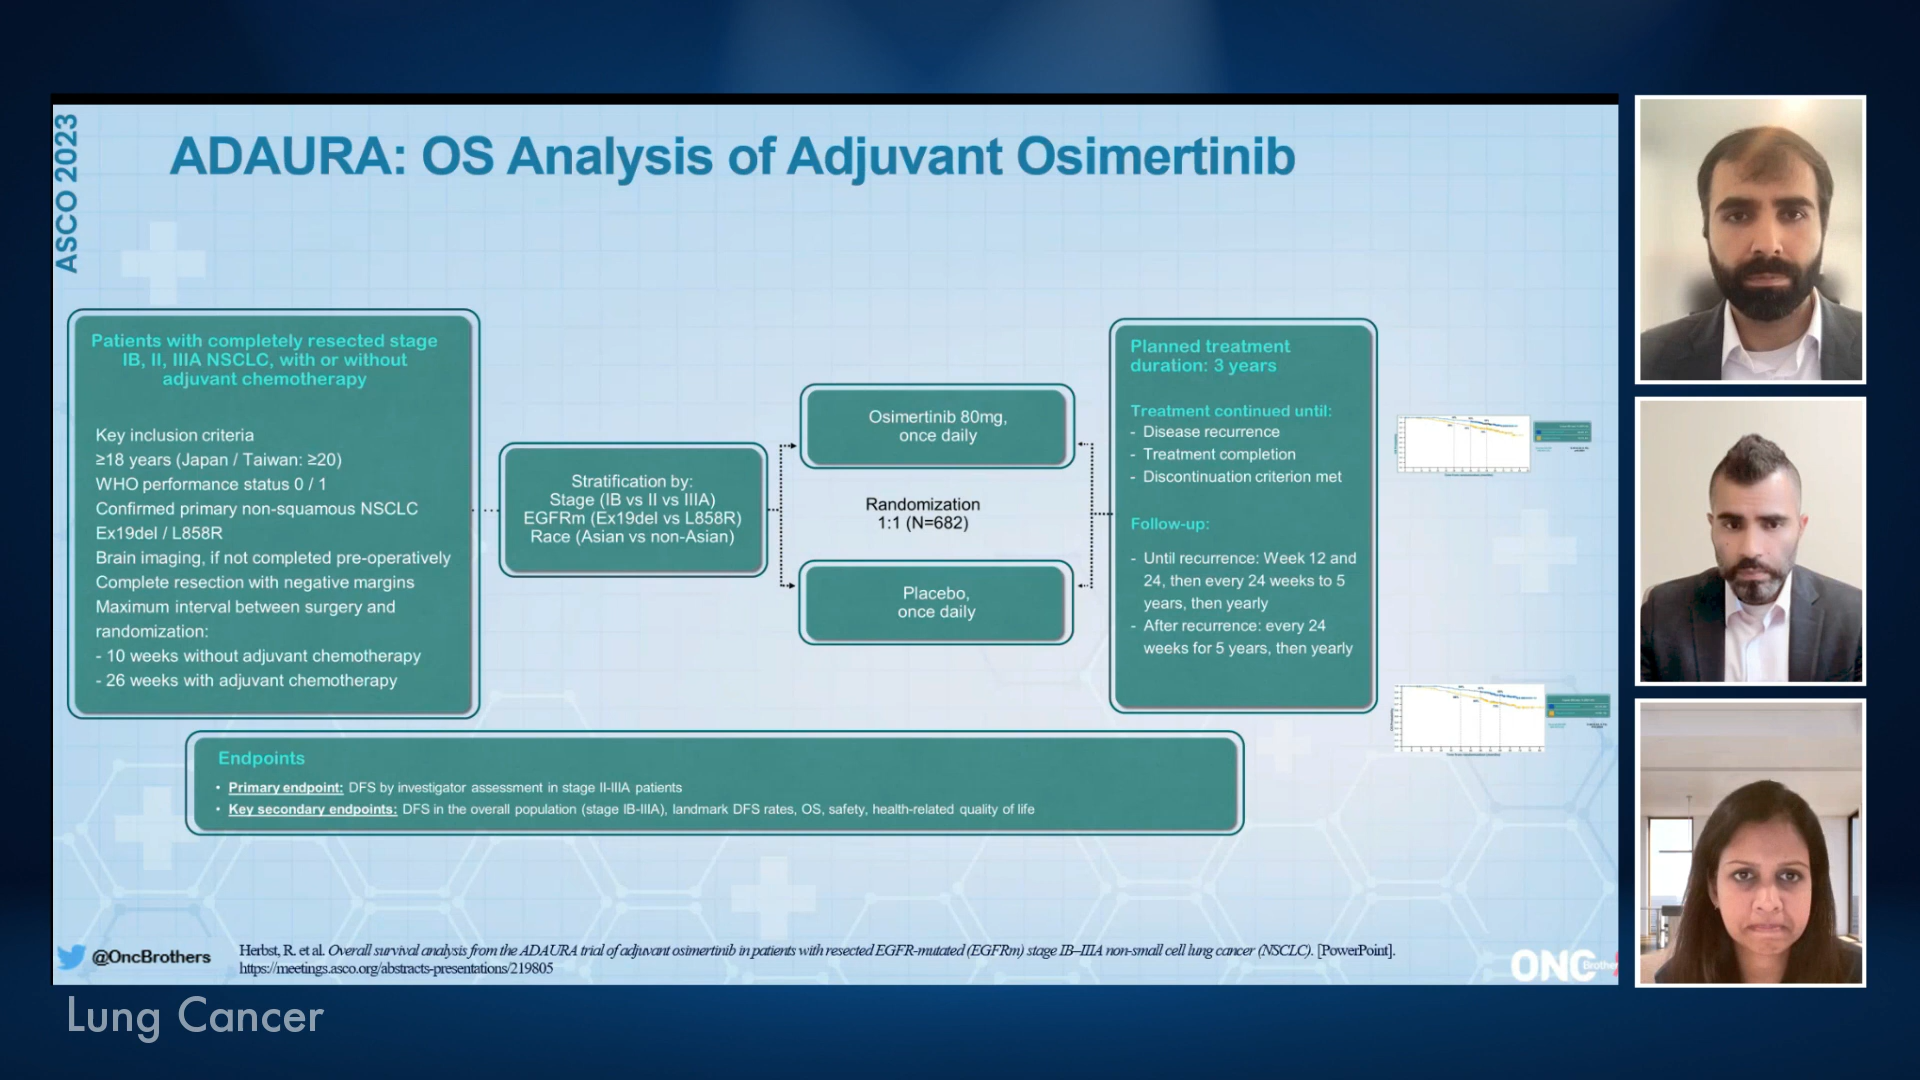 ASCO 2023
ADAURA: OS Analysis of Adjuvant Osimertinib
Patients with completely resected stage
IB, II, IIIA NSCLC, with or without
adjuvant chemotherapy
Key inclusion criteria
≥18 years (Japan / Taiwan: ≥20)
WHO performance status 0 / 1
Confirmed primary non-squamous NSCLC
Ex19del / L858R
Brain imaging, if not completed pre-operatively
Complete resection with negative margins
Maximum interval between surgery and
randomization:
- 10 weeks without adjuvant chemotherapy
- 26 weeks with adjuvant chemotherapy
Stratification by:
Stage (IB vs II vs IIIA)
EGFRm (Ex19del vs L858R)
Race (Asian vs non-Asian)
Osimertinib 80mg,
once daily
Randomization
1:1 (N=682)
Placebo,
once daily
Planned treatment
duration: 3 years
Treatment continued until:
- Disease recurrence
- Treatment completion
- Discontinuation criterion met
Follow-up:
- Until recurrence: Week 12 and
24, then every 24 weeks to 5
years, then yearly
- After recurrence: every 24
weeks for 5 years, then yearly
Endpoints
• Primary endpoint: DFS by investigator assessment in stage II-IIIA patients
• Key secondary endpoints: DFS in the overall population (stage IB-IIIA), landmark DFS rates, OS, safety, health-related quality of life
@OncBrothers
Herbst, R. et al. Overall survival analysis from the ADAURA trial of adjuvant osimertinib in patients with resected EGFR-mutated (EGFRm) stage IB–IIIA non-small cell lung cancer (NSCLC). [PowerPoint].
https://meetings.asco.org/abstracts-presentations/219805
ONC
Lung Cancer